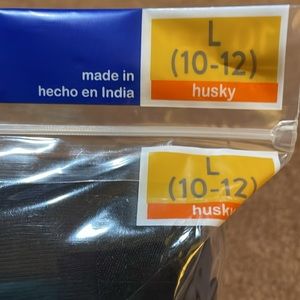 L
(10-12)
husky
made in
hecho en India
L
(10-12)
husky